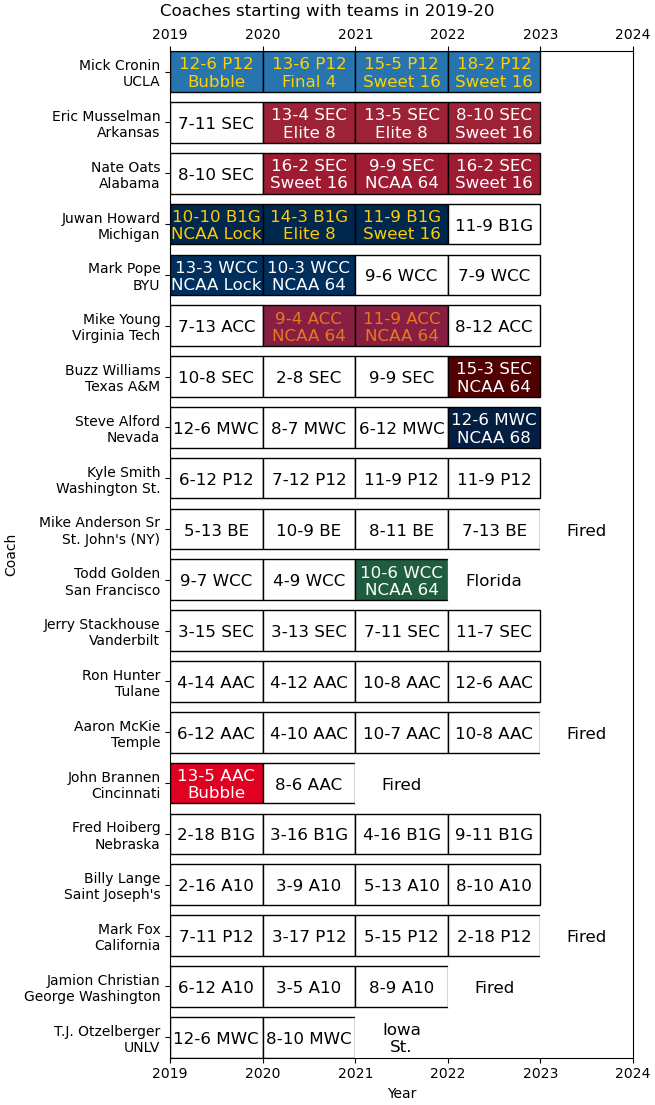 Coaches starting with teams in 2019-20
2019 2020 2021 2022 2023 2024
Mick Cronin
UCLA
12-6 P12
Bubble
13-6 P12
Final 4
15-5 P12
Sweet 16
18-2 P12
Sweet 16
Eric Musselman
Arkansas
7-11 SEC
13-4 SEC
Elite 8
13-5 SEC
Elite 8
8-10 SEC
Sweet 16
Nate Oats
Alabama
8-10 SEC
16-2 SEC
Sweet 16
9-9 SEC
NCAA 64
16-2 SEC
Sweet 16
Juwan Howard
Michigan
10-10 B1G
NCAA Lock
14-3 B1G
Elite 8
11-9 B1G
Sweet 16
11-9 B1G
Mark Pope
BYU
13-3 WCC
NCAA Lock
10-3 WCC
NCAA 64
9-6 WCC
7-9 WCC
Mike Young
Virginia Tech
7-13 ACC
9-4 ACC
NCAA 64
11-9 ACC
NCAA 64
8-12 ACC
Buzz Williams
Texas A&M
10-8 SEC
2-8 SEC
9-9 SEC
15-3 SEC
NCAA 64
Steve Alford
Nevada
12-6 MWC
8-7 MWC
6-12 MWC
12-6 MWC
NCAA 68
Kyle Smith
Washington St.
6-12 P12
7-12 P12
11-9 P12
11-9 P12
Mike Anderson Sr
St. John's (NY)
5-13 BE
10-9 BE
8-11 BE
7-13 BE
Fired
Todd Golden
San Francisco
9-7 WCC
4-9 WCC
10-6 WCC
NCAA 64
Florida
Jerry Stackhouse
Vanderbilt
3-15 SEC
3-13 SEC
7-11 SEC
11-7 SEC
Ron Hunter
Tulane
4-14 AAC
4-12 AAC
10-8 AAC
12-6 AAC
Aaron McKie
Temple
6-12 AAC
4-10 AAC
10-7 AAC
10-8 AAC
Fired
John Brannen
Cincinnati
13-5 AAC
Bubble
8-6 AAC
Fired
Fred Hoiberg
Nebraska
2-18 B1G
3-16 B1G
4-16 B1G
9-11 B1G
Billy Lange
Saint Joseph's
2-16 A10
3-9 A10
5-13 A10
8-10 A10
Mark Fox
California
7-11 P12
3-17 P12
5-15 P12
2-18 P12
Fired
Jamion Christian
George Washington
6-12 A10
3-5 A10
8-9 A10
Fired
T.J. Otzelberger
UNLV
12-6 MWC
8-10 MWC
Iowa
St.
2019 2020 2021 2022 2023 2024
Year
Coach